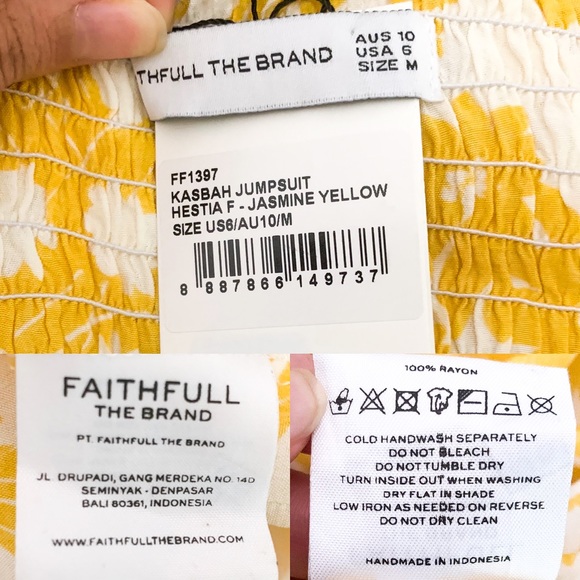 THFULL THE BRAND
AUS 10
USA 6
SIZE M
FF1397
KASBAH JUMPSUIT
HESTIA F - JASMINE YELLOW
SIZE US6/AU10/M
8 887866 149737
FAITHFULL
THE BRAND
PT. FAITHFULL THE BRAND
JL. DRUPADI, GANG MERDEKA NO. 14D
SEMINYAK - DENPASAR
BALI 80361, INDONESIA
WWW.FAITHFULLTHEBRAND.COM
100% RAYON
COLD HANDWASH SEPARATELY
DO NOT BLEACH
DO NOT TUMBLE DRY
TURN INSIDE OUT WHEN WASHING
DRY FLAT IN SHADE
LOW IRON AS NEEDED ON REVERSE
DO NOT DRY CLEAN
HANDMADE IN INDONESIA